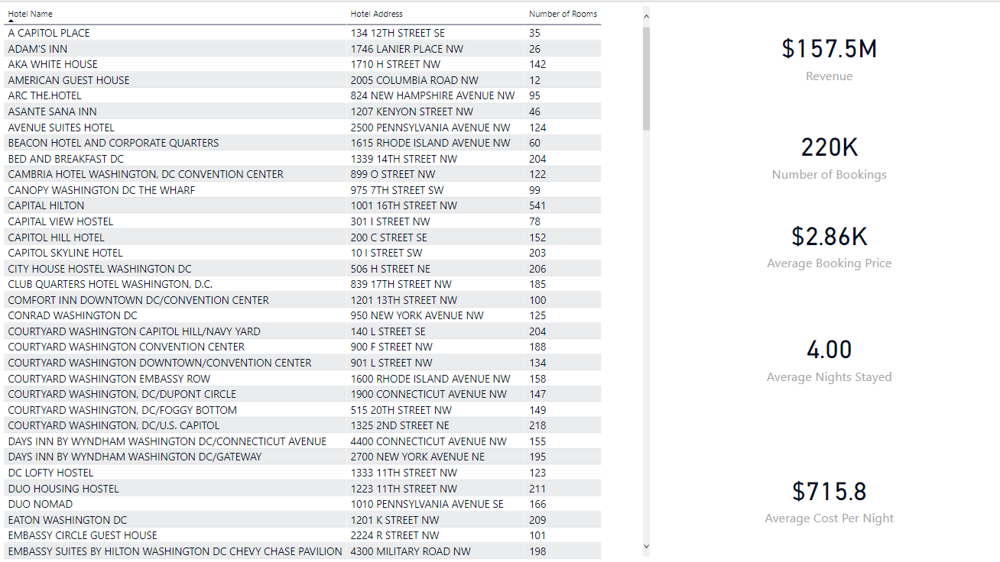 Hotel Name Hotel Address Number of Rooms
A CAPITOL PLACE 134 12TH STREET SE 35
ADAM'S INN 1746 LANIER PLACE NW 26
AKA WHITE HOUSE 1710 H STREET NW 142
AMERICAN GUEST HOUSE 2005 COLUMBIA ROAD NW 12
ARC THE.HOTEL 824 NEW HAMPSHIRE AVENUE NW 95
ASANTE SANA INN 1207 KENYON STREET NW 46
AVENUE SUITES HOTEL 2500 PENNSYLVANIA AVENUE NW 124
BEACON HOTEL AND CORPORATE QUARTERS 1615 RHODE ISLAND AVENUE NW 60
BED AND BREAKFAST DC 1339 14TH STREET NW 204
CAMBRIA HOTEL WASHINGTON, DC CONVENTION CENTER 899 O STREET NW 122
CANOPY WASHINGTON DC THE WHARF 975 7TH STREET SW 99
CAPITAL HILTON 1001 16TH STREET NW 541
CAPITAL VIEW HOSTEL 301 I STREET NW 78
CAPITOL HILL HOTEL 200 C STREET SE 152
CAPITOL SKYLINE HOTEL 10 I STREET SW 203
CITY HOUSE HOSTEL WASHINGTON DC 506 H STREET NE 206
CLUB QUARTERS HOTEL WASHINGTON, D.C. 839 17TH STREET NW 185
COMFORT INN DOWNTOWN DC/CONVENTION CENTER 1201 13TH STREET NW 100
CONRAD WASHINGTON DC 950 NEW YORK AVENUE NW 125
COURTYARD WASHINGTON CAPITOL HILL/NAVY YARD 140 L STREET SE 204
COURTYARD WASHINGTON CONVENTION CENTER 900 F STREET NW 188
COURTYARD WASHINGTON DOWNTOWN/CONVENTION CENTER 901 L STREET NW 134
COURTYARD WASHINGTON EMBASSY ROW 1600 RHODE ISLAND AVENUE NW 158
COURTYARD WASHINGTON, DC/DUPONT CIRCLE 1900 CONNECTICUT AVENUE NW 147
COURTYARD WASHINGTON, DC/FOGGY BOTTOM 515 20TH STREET NW 149
COURTYARD WASHINGTON, DC/U.S. CAPITOL 1325 2ND STREET NE 218
DAYS INN BY WYNDHAM WASHINGTON DC/CONNECTICUT AVENUE 4400 CONNECTICUT AVENUE NW 155
DAYS INN BY WYNDHAM WASHINGTON DC/GATEWAY 2700 NEW YORK AVENUE NE 195
DC LOFTY HOSTEL 1333 11TH STREET NW 123
DUO HOUSING HOSTEL 1223 11TH STREET NW 211
DUO NOMAD 1010 PENNSYLVANIA AVENUE SE 166
EATON WASHINGTON DC 1201 K STREET NW 209
EMBASSY CIRCLE GUEST HOUSE 2224 R STREET NW 101
EMBASSY SUITES BY HILTON WASHINGTON DC CHEVY CHASE PAVILION 4300 MILITARY ROAD NW 198
$157.5M
Revenue
220K
Number of Bookings
$2.86K
Average Booking Price
4.00
Average Nights Stayed
$715.8
Average Cost Per Night